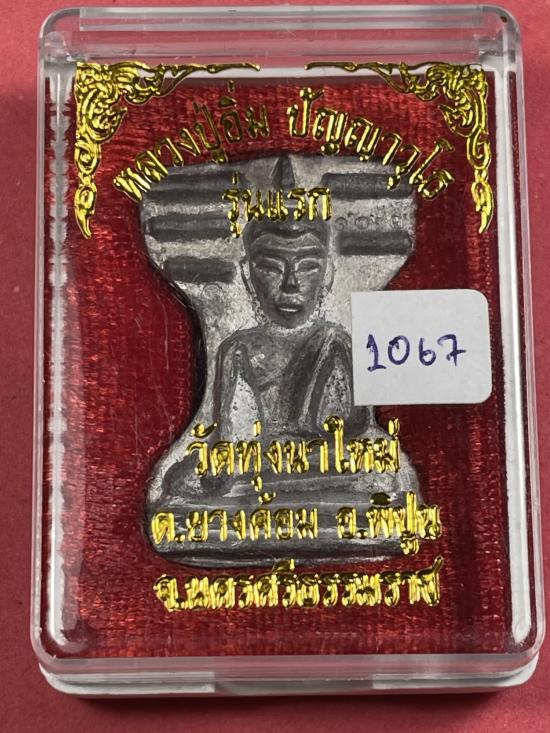 หลวงปู่อิ่ม ปัญญาวุโธ
รุ่นแรก
1067
วัดทุ่งนาใหม่
ต.ยางค้อม อ.พิปูน
จ.นครศรีธรรมราช